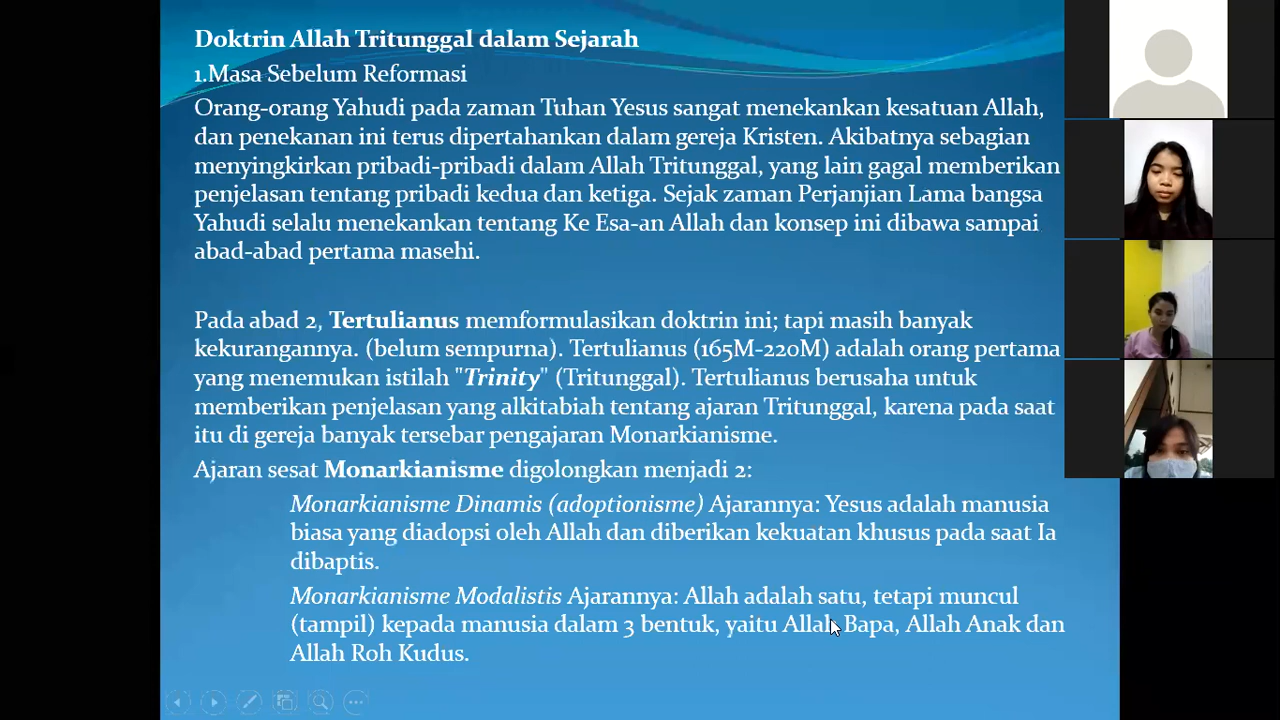 Doktrin Allah Tritunggal dalam Sejarah
1.Masa Sebelum Reformasi
Orang-orang Yahudi pada zaman Tuhan Yesus sangat menekankan kesatuan Allah,
dan penekanan ini terus dipertahankan dalam gereja Kristen. Akibatnya sebagian
menyingkirkan pribadi-pribadi dalam Allah Tritunggal, yang lain gagal memberikan
penjelasan tentang pribadi kedua dan ketiga. Sejak zaman Perjanjian Lama bangsa
Yahudi selalu menekankan tentang Ke Esa-an Allah dan konsep ini dibawa sampai
abad-abad pertama masehi.
Pada abad 2, Tertulianus memformulasikan doktrin ini; tapi masih banyak
kekurangannya. (belum sempurna). Tertulianus (165M-220M) adalah orang pertama
yang menemukan istilah "Trinity" (Tritunggal). Tertulianus berusaha untuk
memberikan penjelasan yang alkitabiah tentang ajaran Tritunggal, karena pada saat
itu di gereja banyak tersebar pengajaran Monarkianisme.
Ajaran sesat Monarkianisme digolongkan menjadi 2:
Monarkianisme Dinamis (adoptionisme) Ajarannya: Yesus adalah manusia
biasa yang diadopsi oleh Allah dan diberikan kekuatan khusus pada saat Ia
dibaptis.
Monarkianisme Modalistis Ajarannya: Allah adalah satu, tetapi muncul
(tampil) kepada manusia dalam 3 bentuk, yaitu Allah Bapa, Allah Anak dan
Allah Roh Kudus.